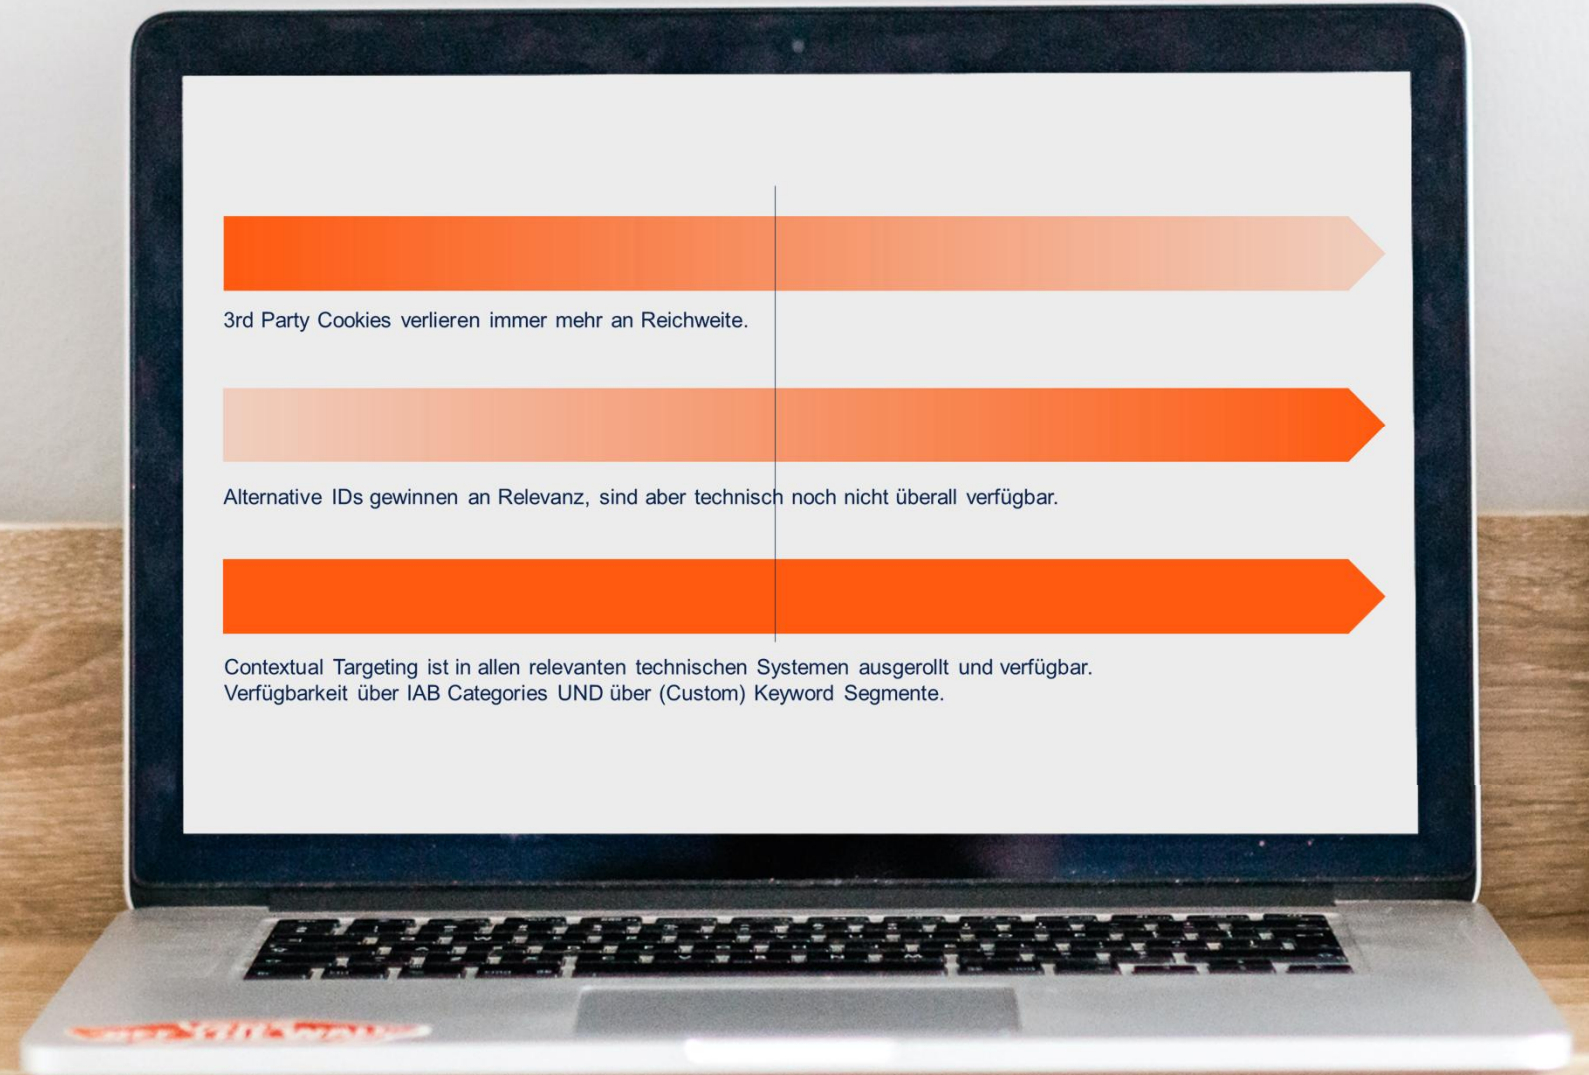 3rd Party Cookies verlieren immer mehr an Reichweite.
Alternative IDs gewinnen an Relevanz, sind aber technisch noch nicht überall verfügbar.
Contextual Targeting ist in allen relevanten technischen Systemen ausgerollt und verfügbar.
Verfügbarkeit über IAB Categories UND über (Custom) Keyword Segmente.